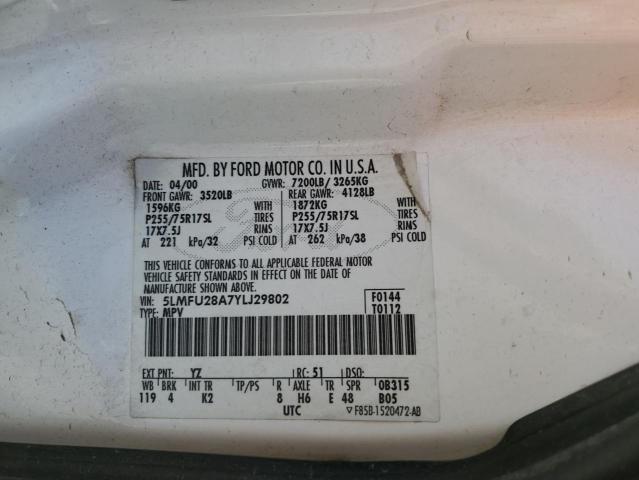 MFD. BY FORD MOTOR CO. IN U.S.A.
DATE: 04/00 GVWR: 7200LB/ 3265KG
FRONT GAWR: 3520LB REAR GAWR: 4128LB
1596KG WITH 1872KG WITH
P255/75R17SL TIRES P255/75R17SL TIRES
17X7.5J RIMS 17X7.5J RIMS
AT 221 kPa/32 PSI COLD AT 262 kPa/38 PSI COLD
THIS VEHICLE CONFORMS TO ALL APPLICABLE FEDERAL MOTOR
VEHICLE SAFETY STANDARDS IN EFFECT ON THE DATE OF
MANUFACTURE SHOWN ABOVE.
VIN: 5LMFU28A7YLJ29802 F0144
TYPE: MPV T0112
EXT PNT: YZ RC: 51 DSO:
WB BRK INT TR TP/PS R AXLE TR SPR 0B315
119 4 K2 8 H6 E 48 B05
UTC ▽F85B-1520472-AB